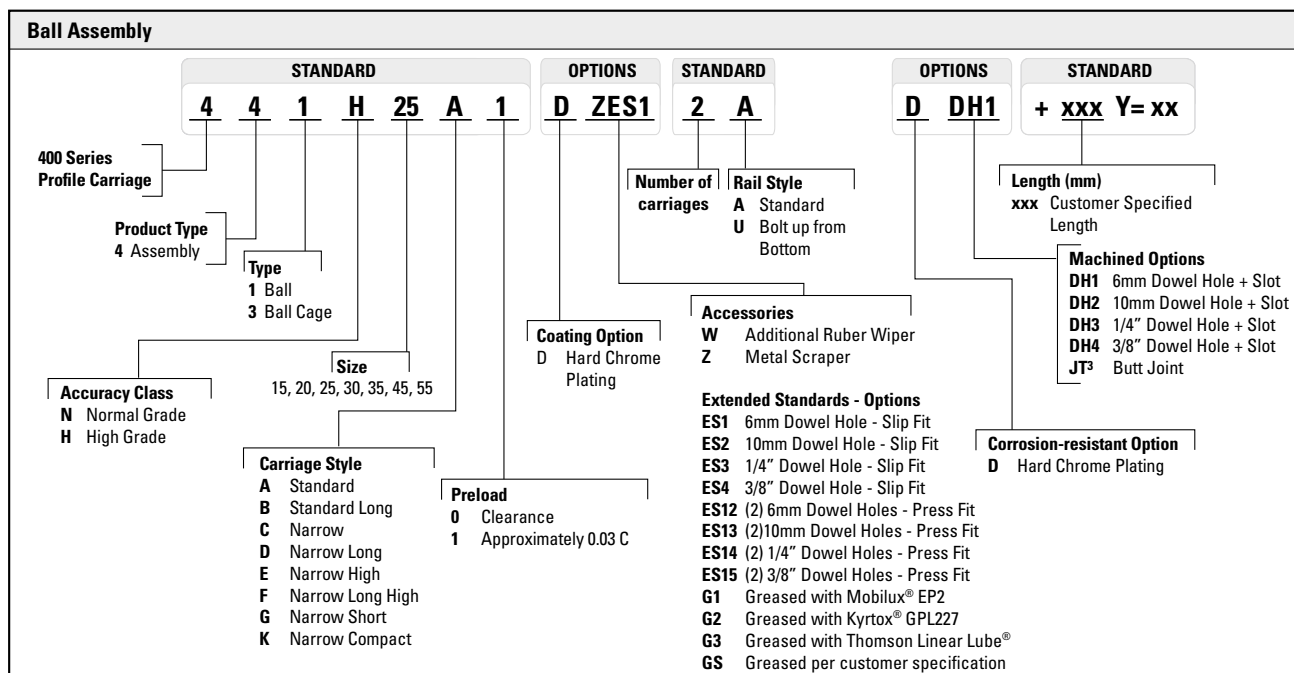 Ball Assembly
STANDARD OPTIONS STANDARD OPTIONS STANDARD
4 4 1 H 25 A 1 D ZES1 2 A D DH1 + xxx Y= xx
400 Series
Profile Carriage
Product Type
4 Assembly
Type
1 Ball
3 Ball Cage
Accuracy Class
N Normal Grade
H High Grade
Size
15, 20, 25, 30, 35, 45, 55
Carriage Style
A Standard
B Standard Long
C Narrow
D Narrow Long
E Narrow High
F Narrow Long High
G Narrow Short
K Narrow Compact
Preload
0 Clearance
1 Approximately 0.03 C
Coating Option
D Hard Chrome
Plating
Number of
carriages
Rail Style
A Standard
U Bolt up from
Bottom
Accessories
W Additional Ruber Wiper
Z Metal Scraper
Extended Standards - Options
ES1 6mm Dowel Hole - Slip Fit
ES2 10mm Dowel Hole - Slip Fit
ES3 1/4" Dowel Hole - Slip Fit
ES4 3/8" Dowel Hole - Slip Fit
ES12 (2) 6mm Dowel Holes - Press Fit
ES13 (2)10mm Dowel Holes - Press Fit
ES14 (2) 1/4" Dowel Holes - Press Fit
ES15 (2) 3/8" Dowel Holes - Press Fit
G1 Greased with Mobilux® EP2
G2 Greased with Kyrtox® GPL227
G3 Greased with Thomson Linear Lube®
GS Greased per customer specification
Length (mm)
xxx Customer Specified
Length
Machined Options
DH1 6mm Dowel Hole + Slot
DH2 10mm Dowel Hole + Slot
DH3 1/4" Dowel Hole + Slot
DH4 3/8" Dowel Hole + Slot
JT³ Butt Joint
Corrosion-resistant Option
D Hard Chrome Plating